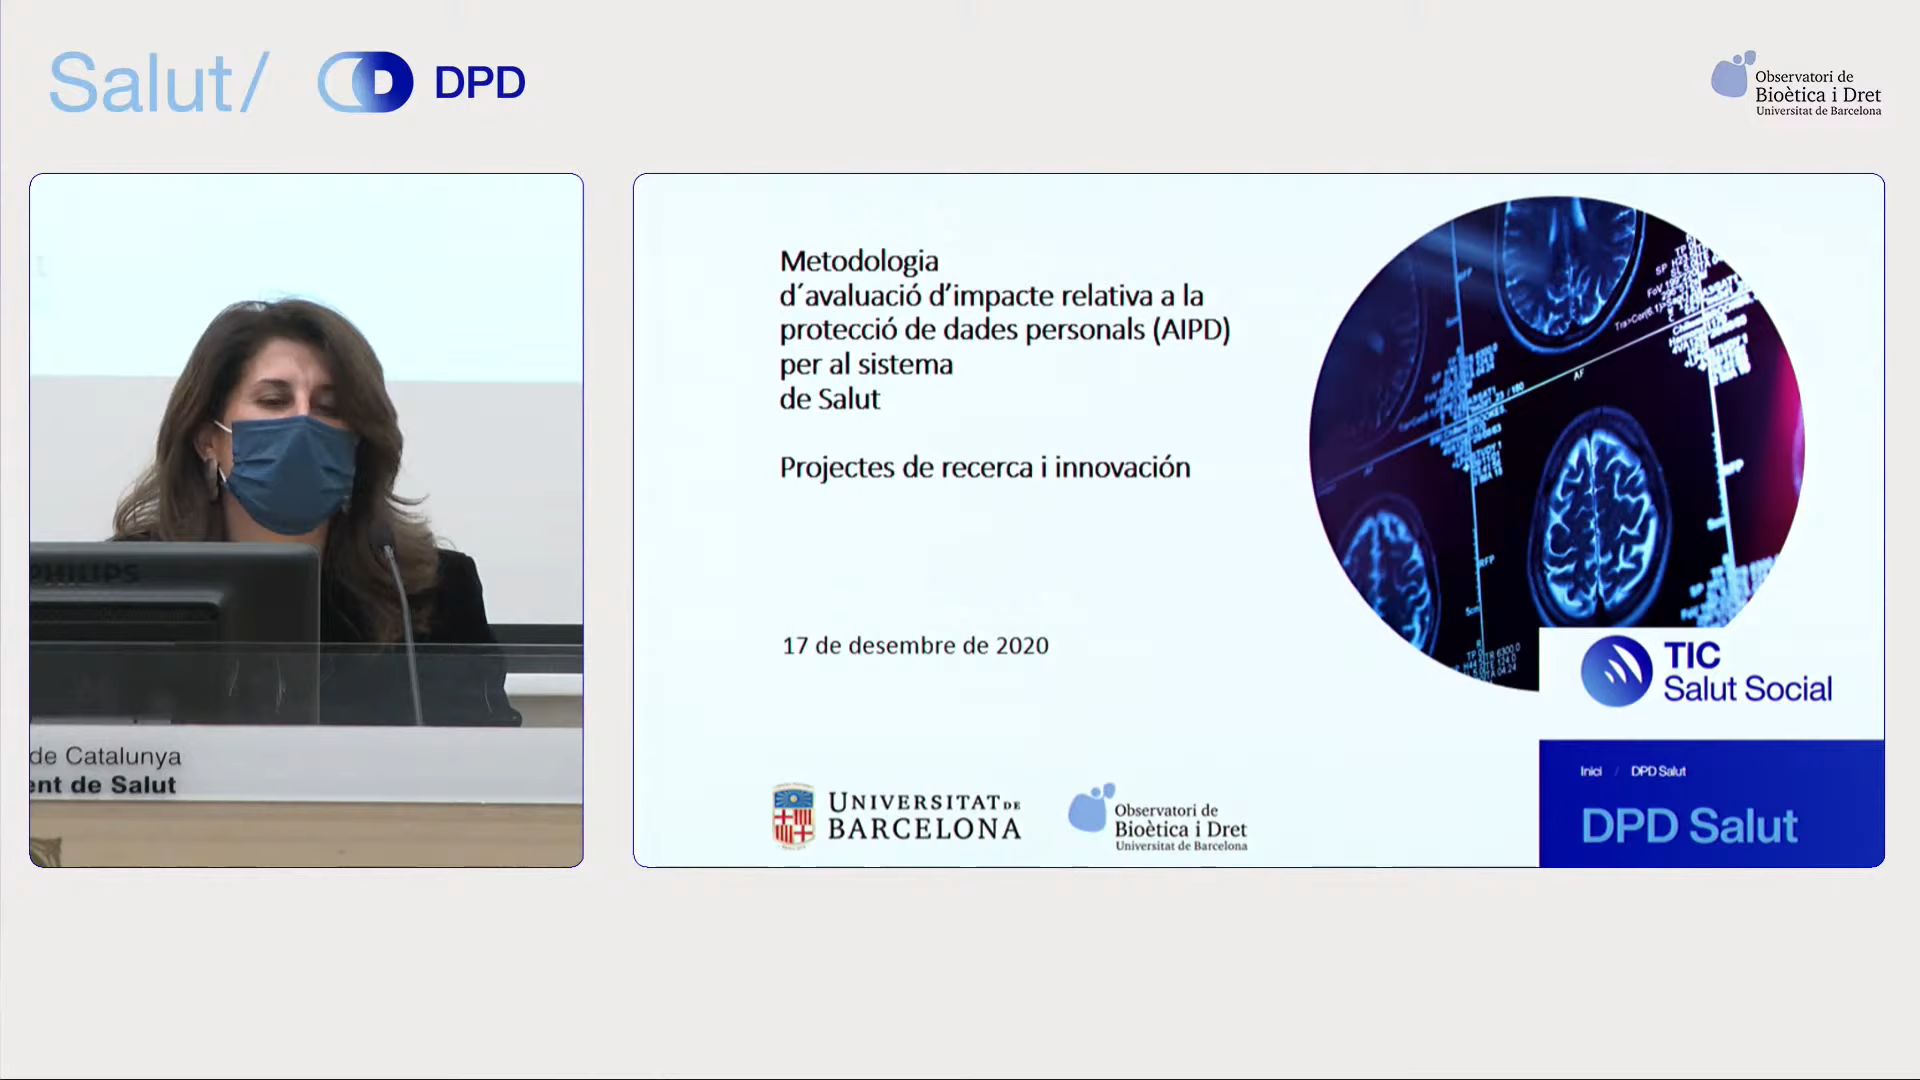 Salut/ DPD
Observatori de
Bioètica i Dret
Universitat de Barcelona
PHILIPS
de Catalunya
ent de Salut
Metodologia
d´avaluació d’impacte relativa a la
protecció de dades personals (AIPD)
per al sistema
de Salut
Projectes de recerca i innovación
17 de desembre de 2020
UNIVERSITAT DE
BARCELONA
Observatori de
Bioètica i Dret
Universitat de Barcelona
AF
RFP
TIC
Salut Social
Inici / DPD Salut
DPD Salut